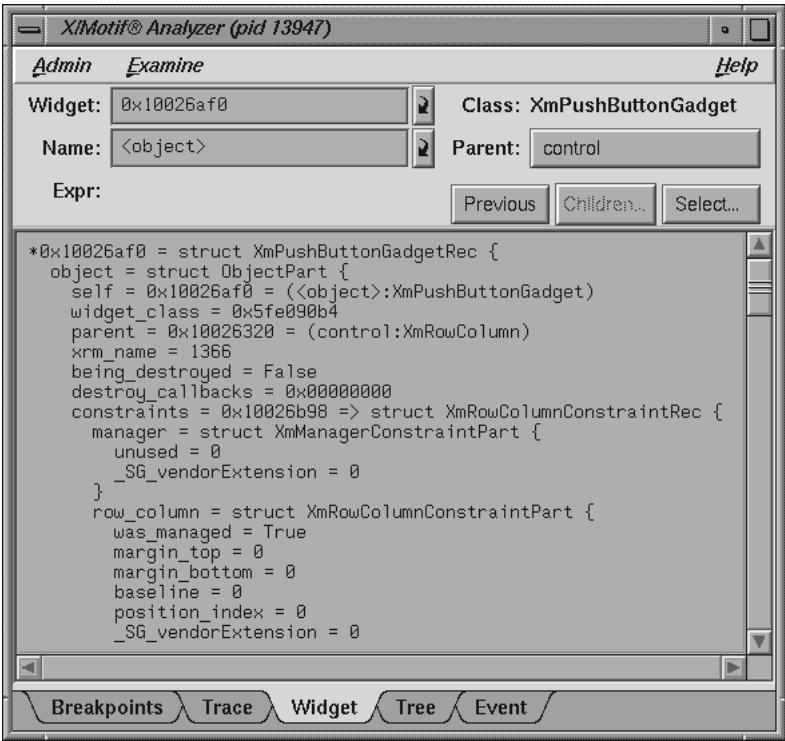 X/Motif® Analyzer (pid 13947)
Admin Examine Help
Widget: 0x10026af0 Class: XmPushButtonGadget
Name: <object> Parent: control
Expr:
Previous Children... Select...
*0x10026af0 = struct XmPushButtonGadgetRec {
object = struct ObjectPart {
self = 0x10026af0 = (<object>:XmPushButtonGadget)
widget_class = 0x5fe090b4
parent = 0x10026320 = (control:XmRowColumn)
xrm_name = 1366
being_destroyed = False
destroy_callbacks = 0x00000000
constraints = 0x10026b98 => struct XmRowColumnConstraintRec {
manager = struct XmManagerConstraintPart {
unused = 0
_SG_vendorExtension = 0
}
row_column = struct XmRowColumnConstraintPart {
was_managed = True
margin_top = 0
margin_bottom = 0
baseline = 0
position_index = 0
_SG_vendorExtension = 0
Breakpoints Trace Widget Tree Event